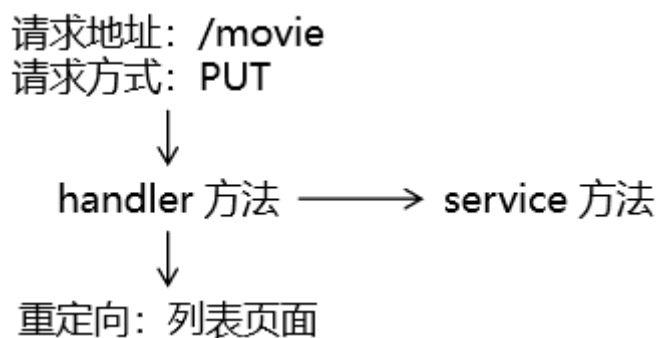 请求地址：/movie
请求方式：PUT
handler 方法
service 方法
重定向：列表页面